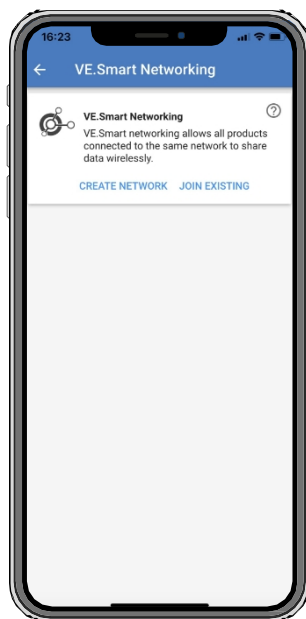 16:23
VE.Smart Networking
VE.Smart Networking
VE.Smart networking allows all products
connected to the same network to share
data wirelessly.
CREATE NETWORK JOIN EXISTING